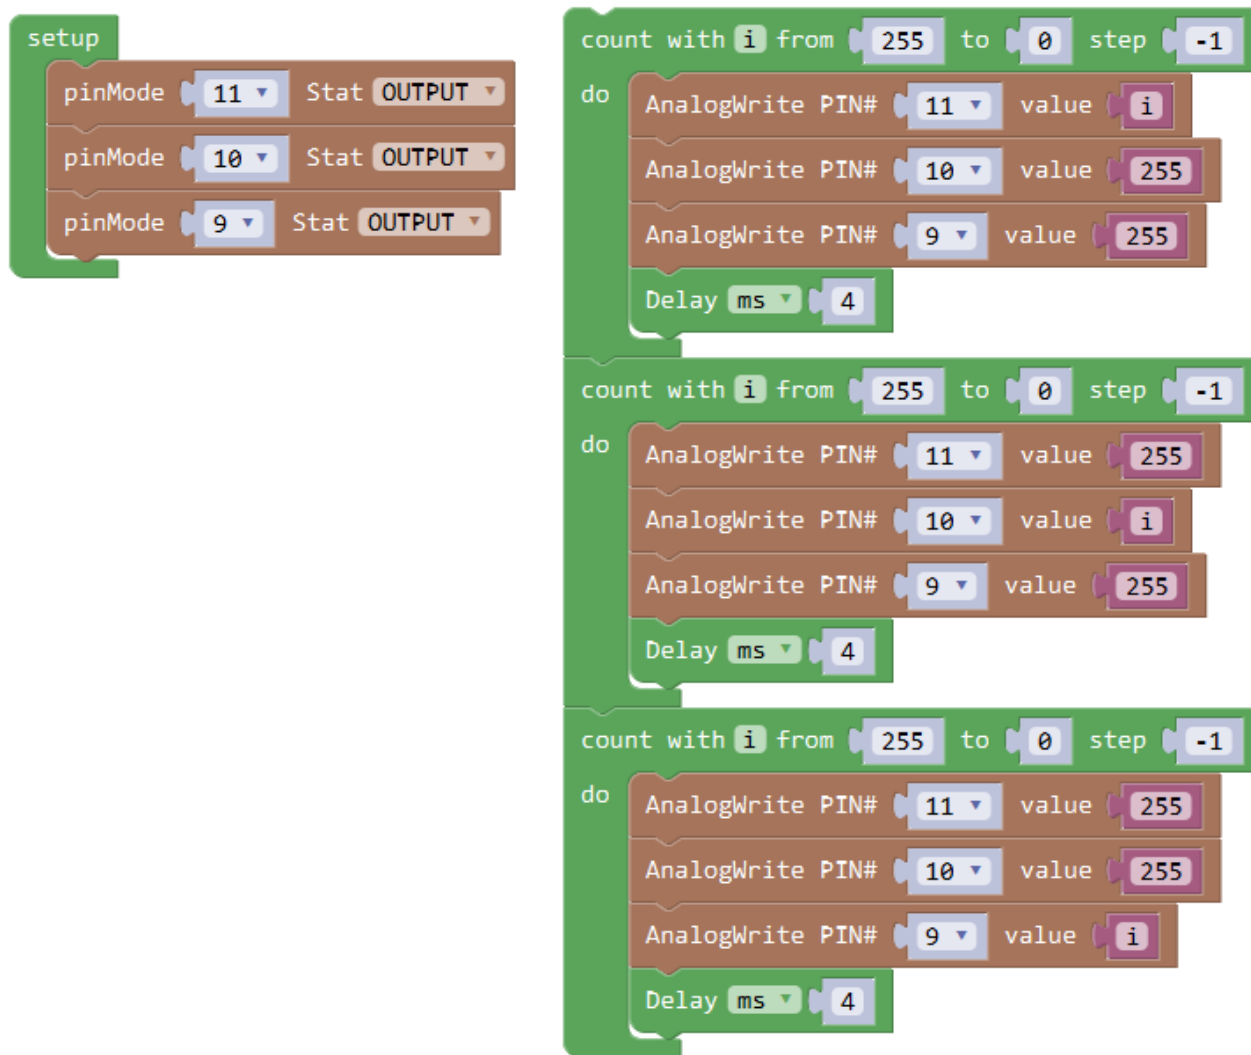 setup
pinMode 11 Stat OUTPUT
pinMode 10 Stat OUTPUT
pinMode 9 Stat OUTPUT
count with i from 255 to 0 step -1
do AnalogWrite PIN# 11 value i
AnalogWrite PIN# 10 value 255
AnalogWrite PIN# 9 value 255
Delay ms 4
count with i from 255 to 0 step -1
do AnalogWrite PIN# 11 value 255
AnalogWrite PIN# 10 value i
AnalogWrite PIN# 9 value 255
Delay ms 4
count with i from 255 to 0 step -1
do AnalogWrite PIN# 11 value 255
AnalogWrite PIN# 10 value 255
AnalogWrite PIN# 9 value i
Delay ms 4